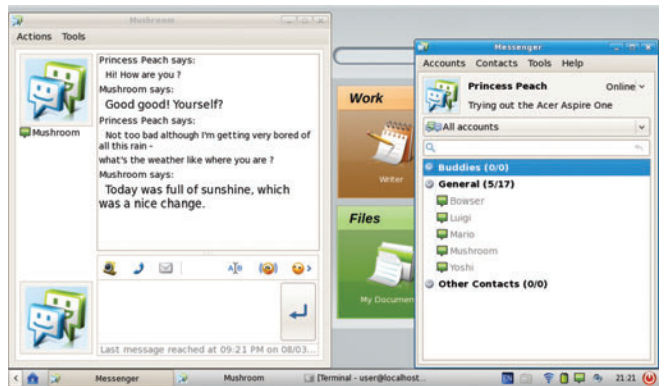 Mushroom
Actions Tools
Princess Peach says:
Hi! How are you ?
Mushroom says:
Good good! Yourself?
Princess Peach says:
Not too bad although I'm getting very bored of
all this rain -
what's the weather like where you are ?
Mushroom says:
Today was full of sunshine, which
was a nice change.
Mushroom
Last message reached at 09:21 PM on 08/03...
Work
Writer
Files
My Documen
Messenger
Accounts Contacts Tools Help
Princess Peach Online
Trying out the Acer Aspire One
All accounts
Buddies (0/0)
General (5/17)
Bowser
Luigi
Mario
Mushroom
Yoshi
Other Contacts (0/0)
Messenger Mushroom [Terminal - user@localhost... 21:21